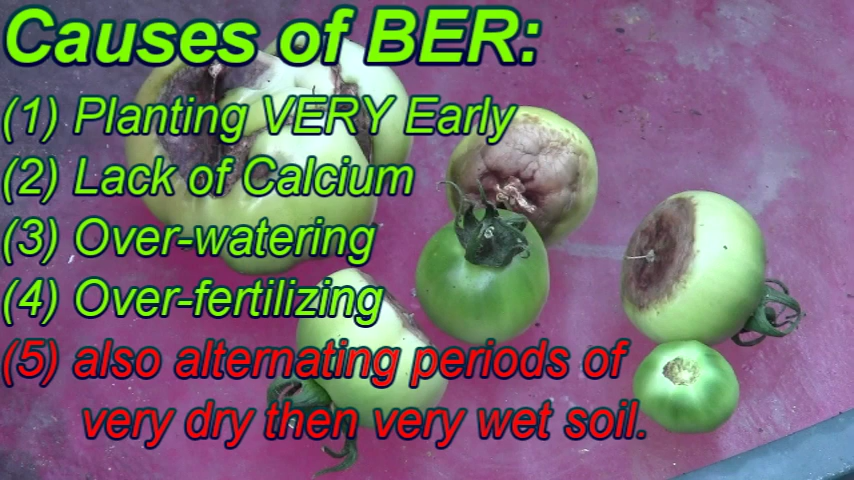 Causes of BER:
(1) Planting VERY Early
(2) Lack of Calcium
(3) Over-watering
(4) Over-fertilizing
(5) also alternating periods of
very dry then very wet soil.